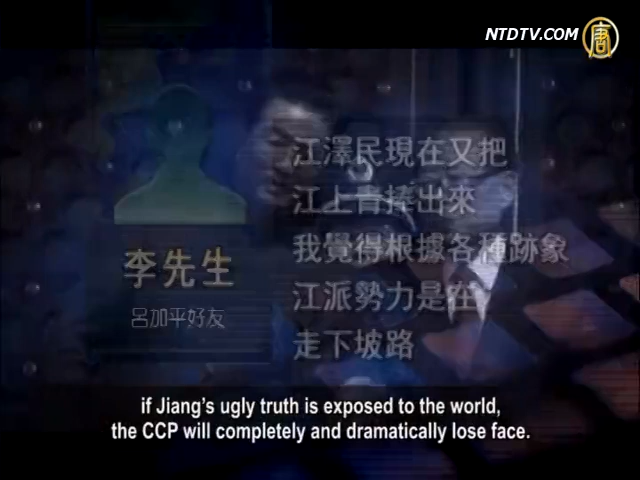 NTDTV.COM
唐
江澤民現在又把
江上青捧出來
我覺得根據各種跡象
江派勢力是在
走下坡路
李先生
呂加平好友
if Jiang's ugly truth is exposed to the world,
the CCP will completely and dramatically lose face.